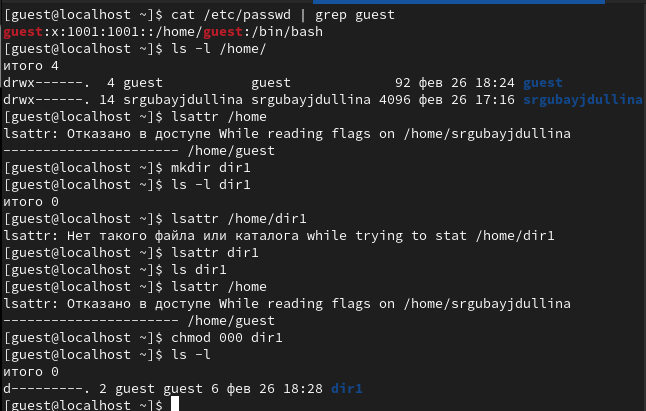 [guest@localhost ~]$ cat /etc/passwd | grep guest
guest:x:1001:1001::/home/guest:/bin/bash
[guest@localhost ~]$ ls -l /home/
итого 4
drwx------.  4 guest         guest           92 фев 26 18:24 guest
drwx------. 14 srgubayjdullina srgubayjdullina 4096 фев 26 17:16 srgubayjdullina
[guest@localhost ~]$ lsattr /home
lsattr: Отказано в доступе While reading flags on /home/srgubayjdullina
---------------------- /home/guest
[guest@localhost ~]$ mkdir dir1
[guest@localhost ~]$ ls -l dir1
итого 0
[guest@localhost ~]$ lsattr /home/dir1
lsattr: Нет такого файла или каталога while trying to stat /home/dir1
[guest@localhost ~]$ lsattr dir1
[guest@localhost ~]$ ls dir1
[guest@localhost ~]$ lsattr /home
lsattr: Отказано в доступе While reading flags on /home/srgubayjdullina
---------------------- /home/guest
[guest@localhost ~]$ chmod 000 dir1
[guest@localhost ~]$ ls -l
итого 0
d---------. 2 guest guest 6 фев 26 18:28 dir1
[guest@localhost ~]$